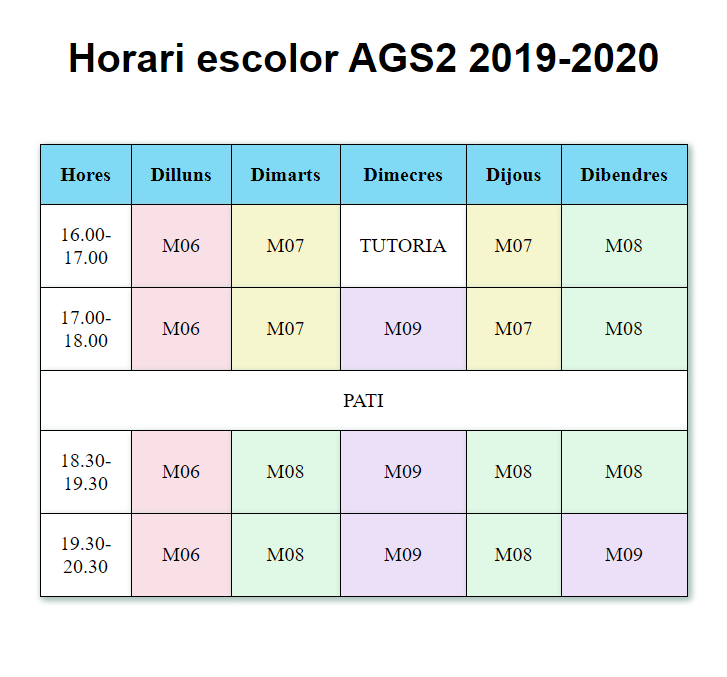 Horari escolor AGS2 2019-2020
Hores Dilluns Dimarts Dimecres Dijous Dibendres
16.00-
17.00 M06 M07 TUTORIA M07 M08
17.00-
18.00 M06 M07 M09 M07 M08
PATI
18.30-
19.30 M06 M08 M09 M08 M08
19.30-
20.30 M06 M08 M09 M08 M09